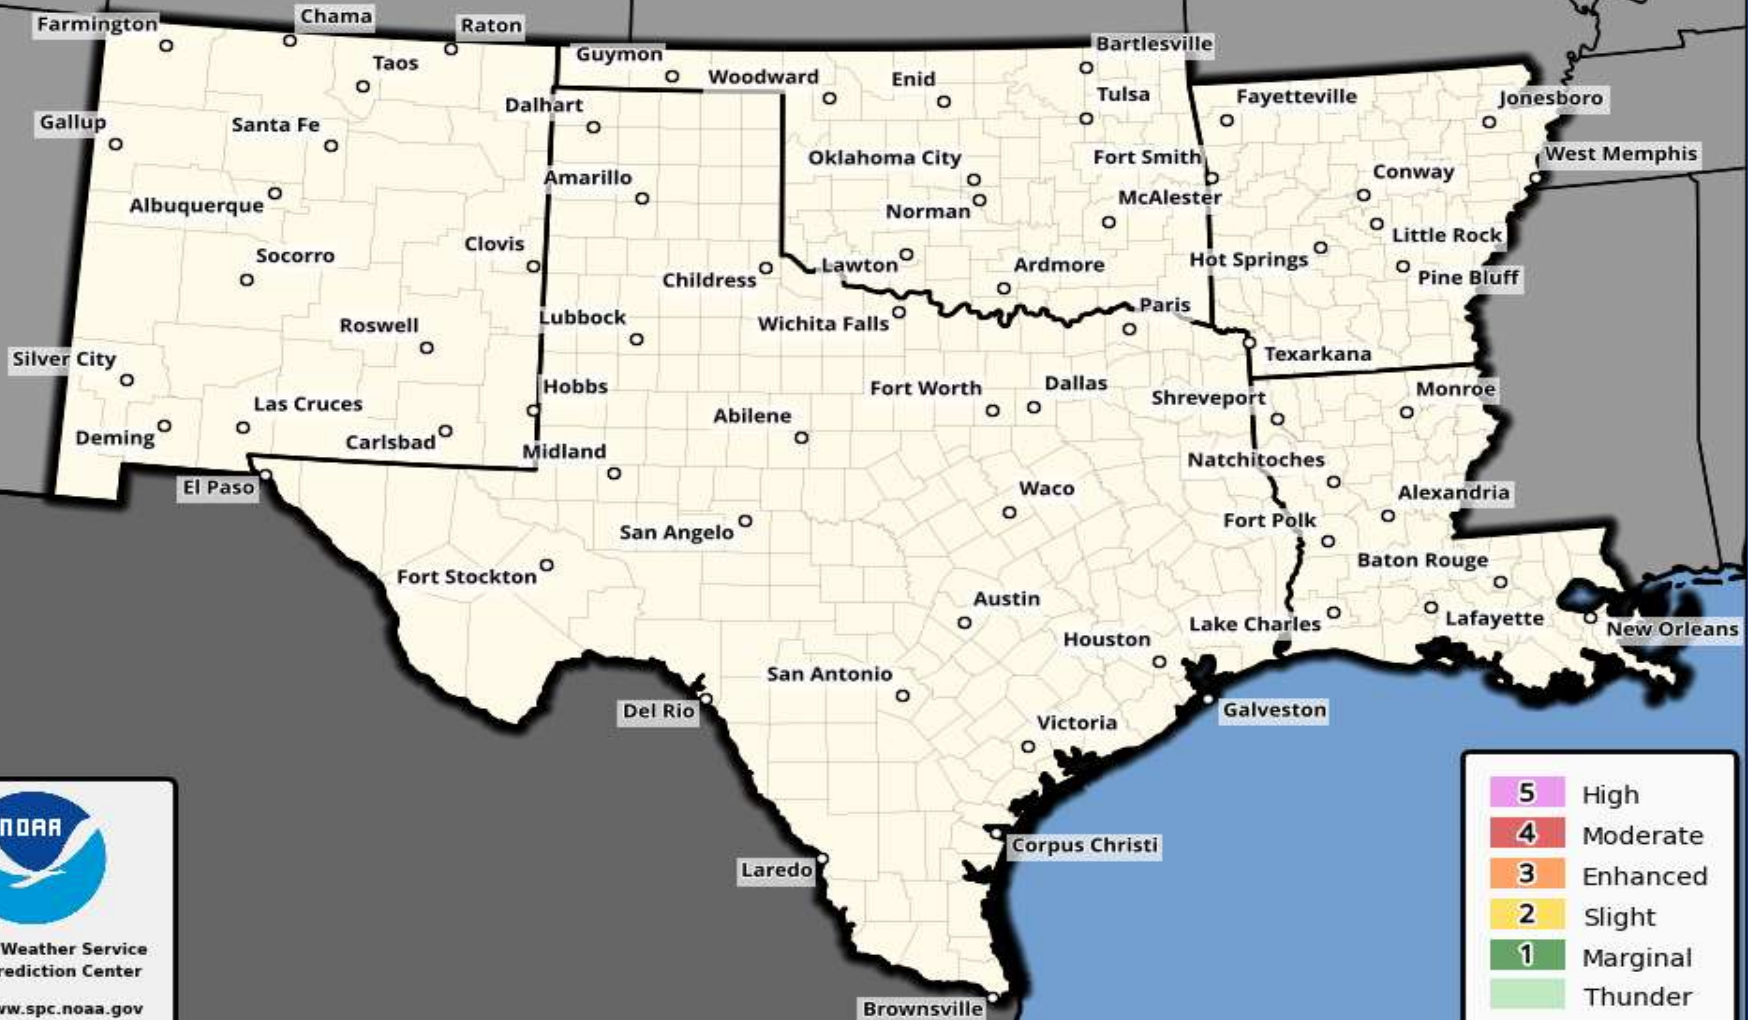 Farmington
Chama
Raton
Guymon
Bartlesville
Taos
Woodward
Enid
Tulsa
Fayetteville
Jonesboro
Dalhart
Gallup
Santa Fe
Oklahoma City
Fort Smith
West Memphis
Amarillo
Conway
Albuquerque
Norman
McAlester
Little Rock
Socorro
Clovis
Childress
Lawton
Ardmore
Hot Springs
Pine Bluff
Roswell
Lubbock
Wichita Falls
Paris
Texarkana
Silver City
Hobbs
Fort Worth
Dallas
Shreveport
Monroe
Las Cruces
Abilene
Deming
Carlsbad
Midland
Natchitoches
El Paso
Waco
Alexandria
San Angelo
Fort Polk
Fort Stockton
Baton Rouge
Austin
Lake Charles
Lafayette
New Orleans
Houston
San Antonio
Del Rio
Victoria
Galveston
Corpus Christi
Laredo
Brownsville
NOAA
Weather Service
rediction Center
ww.spc.noaa.gov
5 High
4 Moderate
3 Enhanced
2 Slight
1 Marginal
Thunder